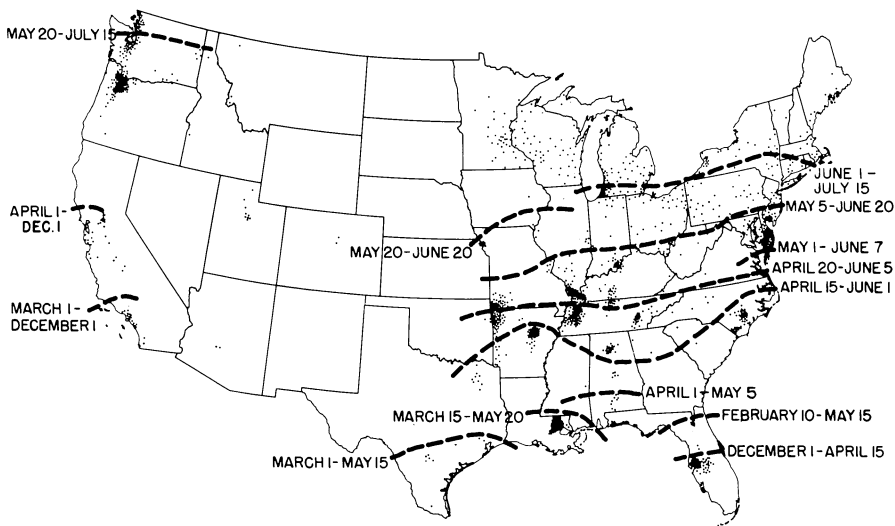 MAY 20-JULY 15
JUNE 1-
JULY 15
APRIL 1-
DEC. 1
MAY 5-JUNE 20
MAY 20-JUNE 20
MAY 1-JUNE 7
APRIL 20-JUNE 5
APRIL 15-JUNE 1
MARCH 1-
DECEMBER 1
APRIL 1-MAY 5
MARCH 15-MAY 20
FEBRUARY 10-MAY 15
DECEMBER 1-APRIL 15
MARCH 1-MAY 15